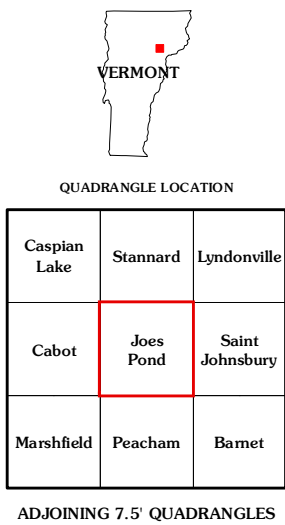 VERMONT
QUADRANGLE LOCATION
Caspian
Lake
Stannard
Lyndonville
Cabot
Joes
Pond
Saint
Johnsbury
Marshfield
Peacham
Barnet
ADJOINING 7.5' QUADRANGLES